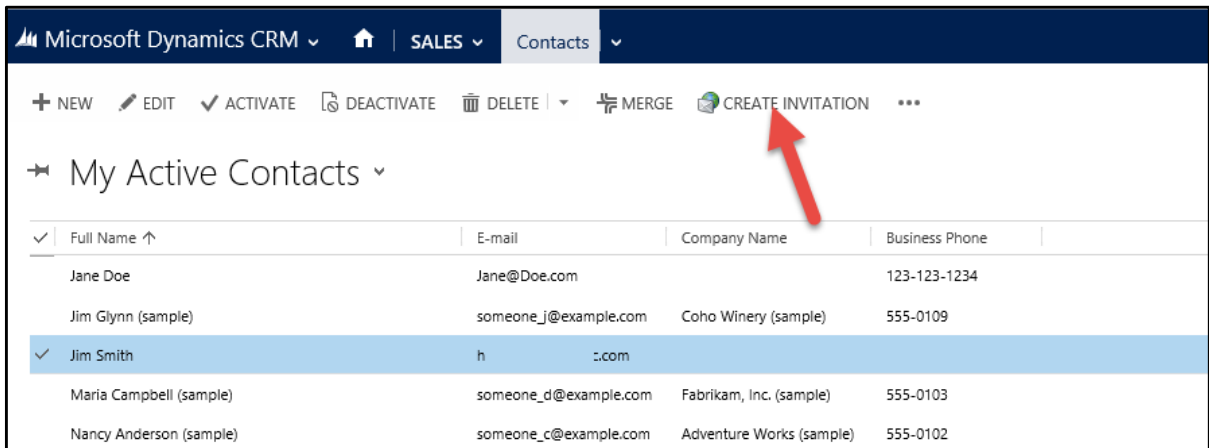 Microsoft Dynamics CRM SALES Contacts
NEW EDIT ACTIVATE DEACTIVATE DELETE MERGE CREATE INVITATION •••
My Active Contacts
Full Name ↑ E-mail Company Name Business Phone
Jane Doe Jane@Doe.com 123-123-1234
Jim Glynn (sample) someone_j@example.com Coho Winery (sample) 555-0109
Jim Smith h .com
Maria Campbell (sample) someone_d@example.com Fabrikam, Inc. (sample) 555-0103
Nancy Anderson (sample) someone_c@example.com Adventure Works (sample) 555-0102